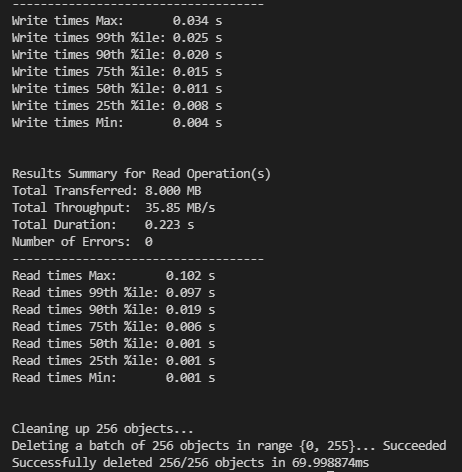 ------------------------------------
Write times Max:       0.034 s
Write times 99th %ile: 0.025 s
Write times 90th %ile: 0.020 s
Write times 75th %ile: 0.015 s
Write times 50th %ile: 0.011 s
Write times 25th %ile: 0.008 s
Write times Min:       0.004 s
Results Summary for Read Operation(s)
Total Transferred: 8.000 MB
Total Throughput:  35.85 MB/s
Total Duration:    0.223 s
Number of Errors:  0
------------------------------------
Read times Max:       0.102 s
Read times 99th %ile: 0.097 s
Read times 90th %ile: 0.019 s
Read times 75th %ile: 0.006 s
Read times 50th %ile: 0.001 s
Read times 25th %ile: 0.001 s
Read times Min:       0.001 s
Cleaning up 256 objects...
Deleting a batch of 256 objects in range {0, 255}... Succeeded
Successfully deleted 256/256 objects in 69.998874ms